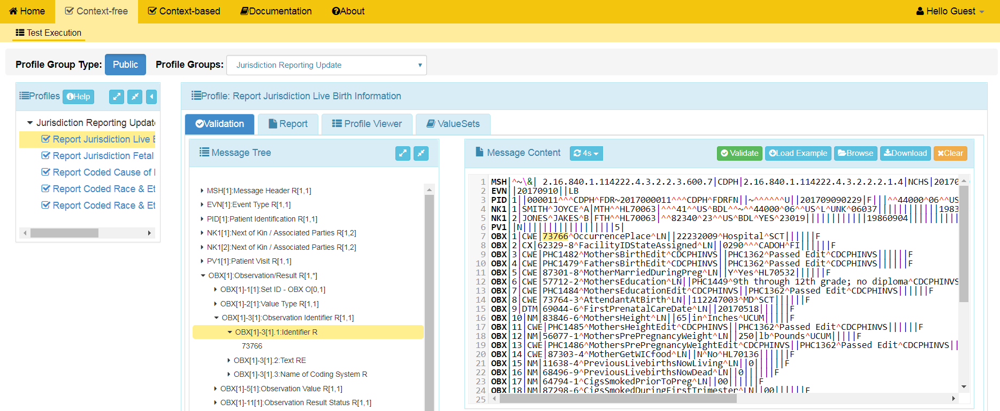 Home Context-free Context-based Documentation About Hello Guest
Test Execution
Profile Group Type: Public Profile Groups: Jurisdiction Reporting Update
Profiles Help
Jurisdiction Reporting Updat
Report Jurisdiction Live
Report Jurisdiction Fetal
Report Coded Cause of
Report Coded Race & Et
Report Coded Race & Et
Profile: Report Jurisdiction Live Birth Information
Validation Report Profile Viewer ValueSets
Message Tree
MSH[1]:Message Header R[1,1]
EVN[1]:Event Type R[1,1]
PID[1]:Patient Identification R[1,1]
NK1[1]:Next of Kin / Associated Parties R[1,2]
NK1[2]:Next of Kin / Associated Parties R[1,2]
PV1[1]:Patient Visit R[1,1]
OBX[1]:Observation/Result R[1,*]
OBX[1]-1[1]:Set ID - OBX O[0,1]
OBX[1]-2[1]:Value Type R[1,1]
OBX[1]-3[1]:Observation Identifier R[1,1]
OBX[1]-3[1].1:Identifier R
73766
OBX[1]-3[1].2:Text RE
OBX[1]-3[1].3:Name of Coding System R
OBX[1]-5[1]:Observation Value R[1,1]
OBX[1]-11[1]:Observation Result Status R[1,1]
Message Content 4s Validate Load Example Browse Download Clear
1 MSH|^~\&| 2.16.840.1.114222.4.3.2.2.3.600.7|CDPH|2.16.840.1.114222.4.3.2.2.2.1.4|NCHS|20170
2 EVN||20170910||LB
3 PID|1||000011^^^CDPH^FDR~2017000011^^^CDPH^FDRFN||~^^^^^^U||201709090229|F|||^^44000^06^^US
4 NK1|1|SMITH^JOYCE^A|MTH^^HL70063|^^^41^^US^BDL^^~^^44000^06^^US^L^UNK^06037||||||||||||1983
5 NK1|2|JONES^JAKES^B|FTH^^HL70063|^^82340^23^^US^BDL^YES^23019||||||||||||19860904||||||||||
6 PV1||N||||||||||||||||||5|
7 OBX|1|CWE|73766^OccurrencePlace^LN||22232009^Hospital^SCT||||||F
8 OBX|2|CX|62329-8^FacilityIDStateAssigned^LN||0290^^^CADOH^FI||||||F
9 OBX|3|CWE|PHC1482^MothersBirthEdit^CDCPHINVS||PHC1362^Passed Edit^CDCPHINVS||||||F
10 OBX|4|CWE|PHC1479^FathersBirthEdit^CDCPHINVS||PHC1362^Passed Edit^CDCPHINVS||||||F
11 OBX|5|CWE|87301-8^MotherMarriedDuringPreg^LN||Y^Yes^HL70532||||||F
12 OBX|6|CWE|57712-2^MothersEducation^LN||PHC1449^9th through 12th grade; no diploma^CDCPHINVS
13 OBX|7|CWE|PHC1484^MothersEducationEdit^CDCPHINVS||PHC1362^Passed Edit^CDCPHINVS||||||F
14 OBX|8|CWE|73764-3^AttendantAtBirth^LN||112247003^MD^SCT||||||F
15 OBX|9|DTM|69044-6^FirstPrenatalCareDate^LN||20170518||||||F
16 OBX|10|NM|83846-6^MothersHeight^LN||65|in^Inches^UCUM|||||F
17 OBX|11|CWE|PHC1485^MothersHeightEdit^CDCPHINVS||PHC1362^Passed Edit^CDCPHINVS||||||F
18 OBX|12|NM|56077-1^MothersPrePregnancyWeight^LN||250|lb^Pounds^UCUM|||||F
19 OBX|13|CWE|PHC1486^MothersPrePregnancyWeightEdit^CDCPHINVS||PHC1362^Passed Edit^CDCPHINVS||
20 OBX|14|CWE|87303-4^MotherGetWICfood^LN||N^No^HL70136||||||F
21 OBX|15|NM|11638-4^PreviousLivebirthsNowLiving^LN||0||||||F
22 OBX|16|NM|68496-9^PreviousLivebirthsNowDead^LN||0||||||F
23 OBX|17|NM|64794-1^CigsSmokedPriorToPreg^LN||00||||||F
24 OBX|18|NM|87298-6^CigsSmokedDuringFirstTrimester^LN||00||||||F
25